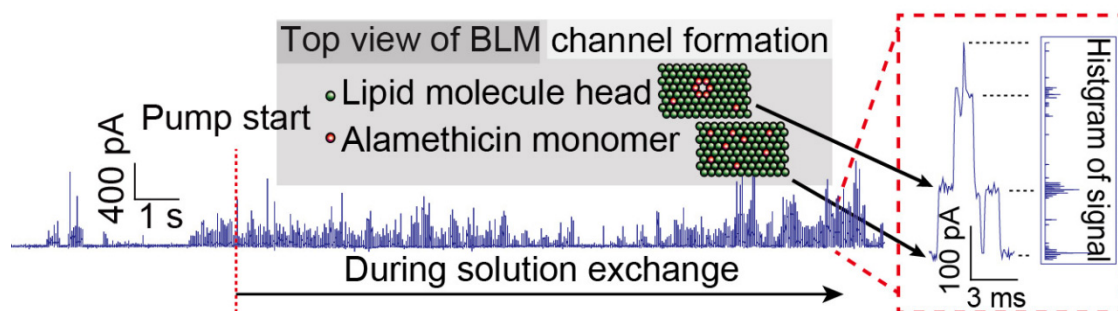 Top view of BLM channel formation
Lipid molecule head
Alamethicin monomer
Pump start
400 pA
1 s
During solution exchange
100 pA
3 ms
Histgram of signal